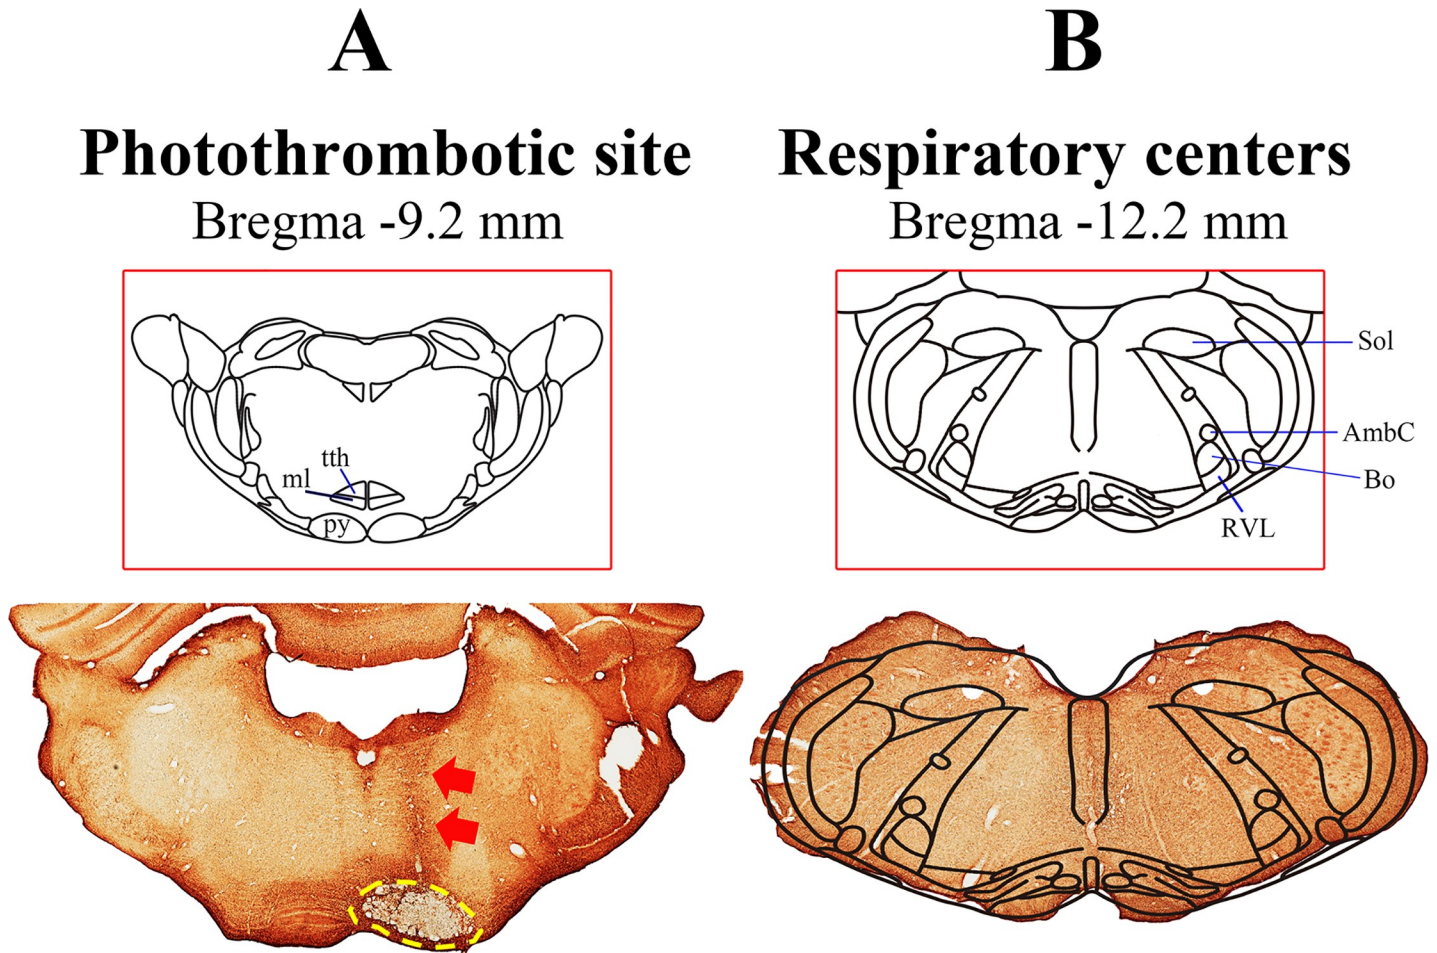 A
Photothrombotic site
Bregma -9.2 mm
tth
ml
py
B
Respiratory centers
Bregma -12.2 mm
Sol
AmbC
Bo
RVL